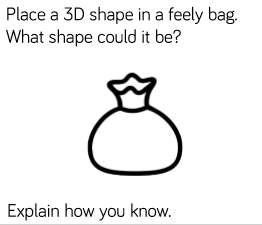 Place a 3D shape in a feely bag.
What shape could it be?
Explain how you know.